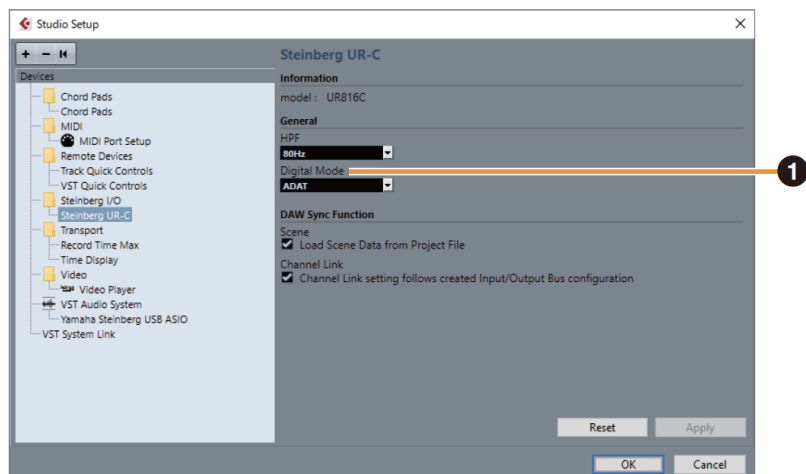 Studio Setup
Devices
Chord Pads
Chord Pads
MIDI
MIDI Port Setup
Remote Devices
Track Quick Controls
VST Quick Controls
Steinberg I/O
Steinberg UR-C
Transport
Record Time Max
Time Display
Video
Video Player
VST Audio System
Yamaha Steinberg USB ASIO
VST System Link
Steinberg UR-C
Information
model : UR816C
General
HPF
80Hz
Digital Mode
ADAT
DAW Sync Function
Scene
Load Scene Data from Project File
Channel Link
Channel Link setting follows created Input/Output Bus configuration
Reset Apply
OK Cancel
1